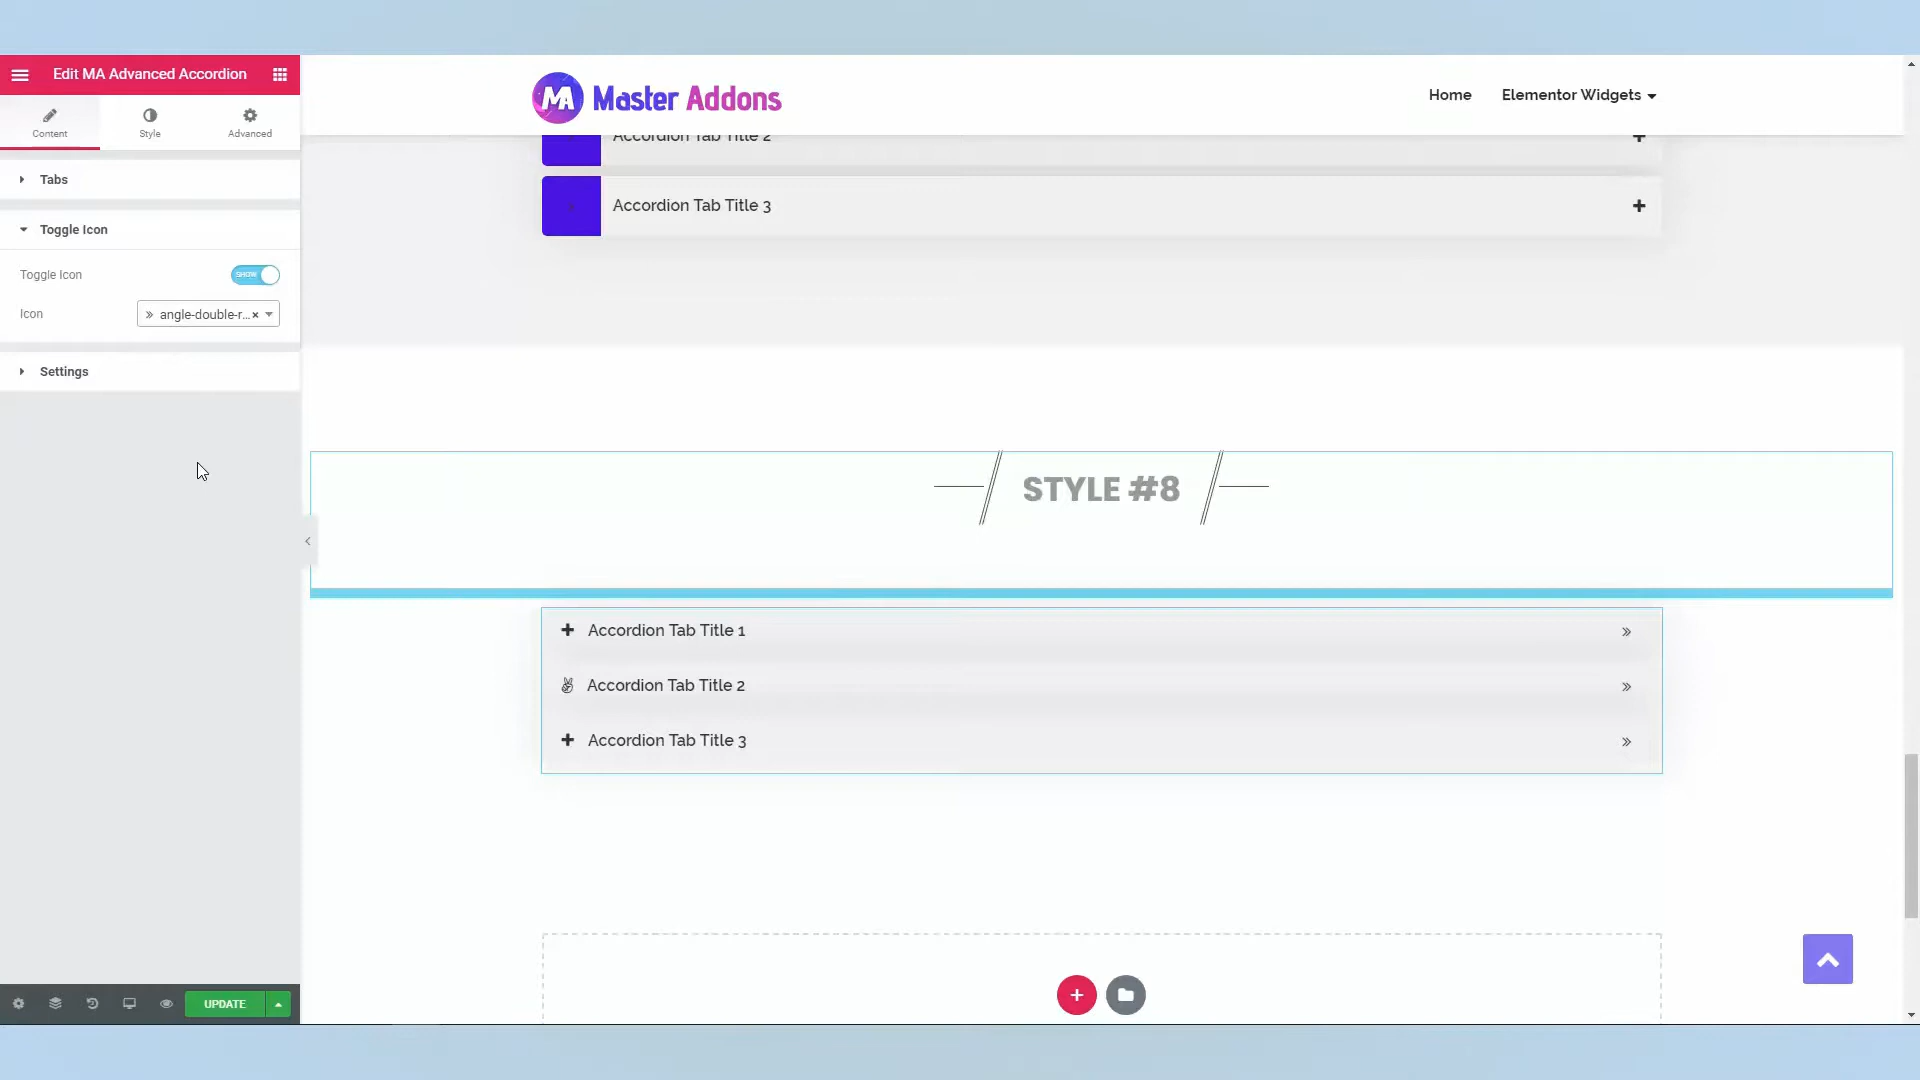 Edit MA Advanced Accordion
Content
Style
Advanced
Tabs
Toggle Icon
Toggle Icon
SHOW
Icon
angle-double-r...
Settings
UPDATE
MA Master Addons
Home
Elementor Widgets
Accordion Tab Title 2
Accordion Tab Title 3
STYLE #8
Accordion Tab Title 1
Accordion Tab Title 2
Accordion Tab Title 3